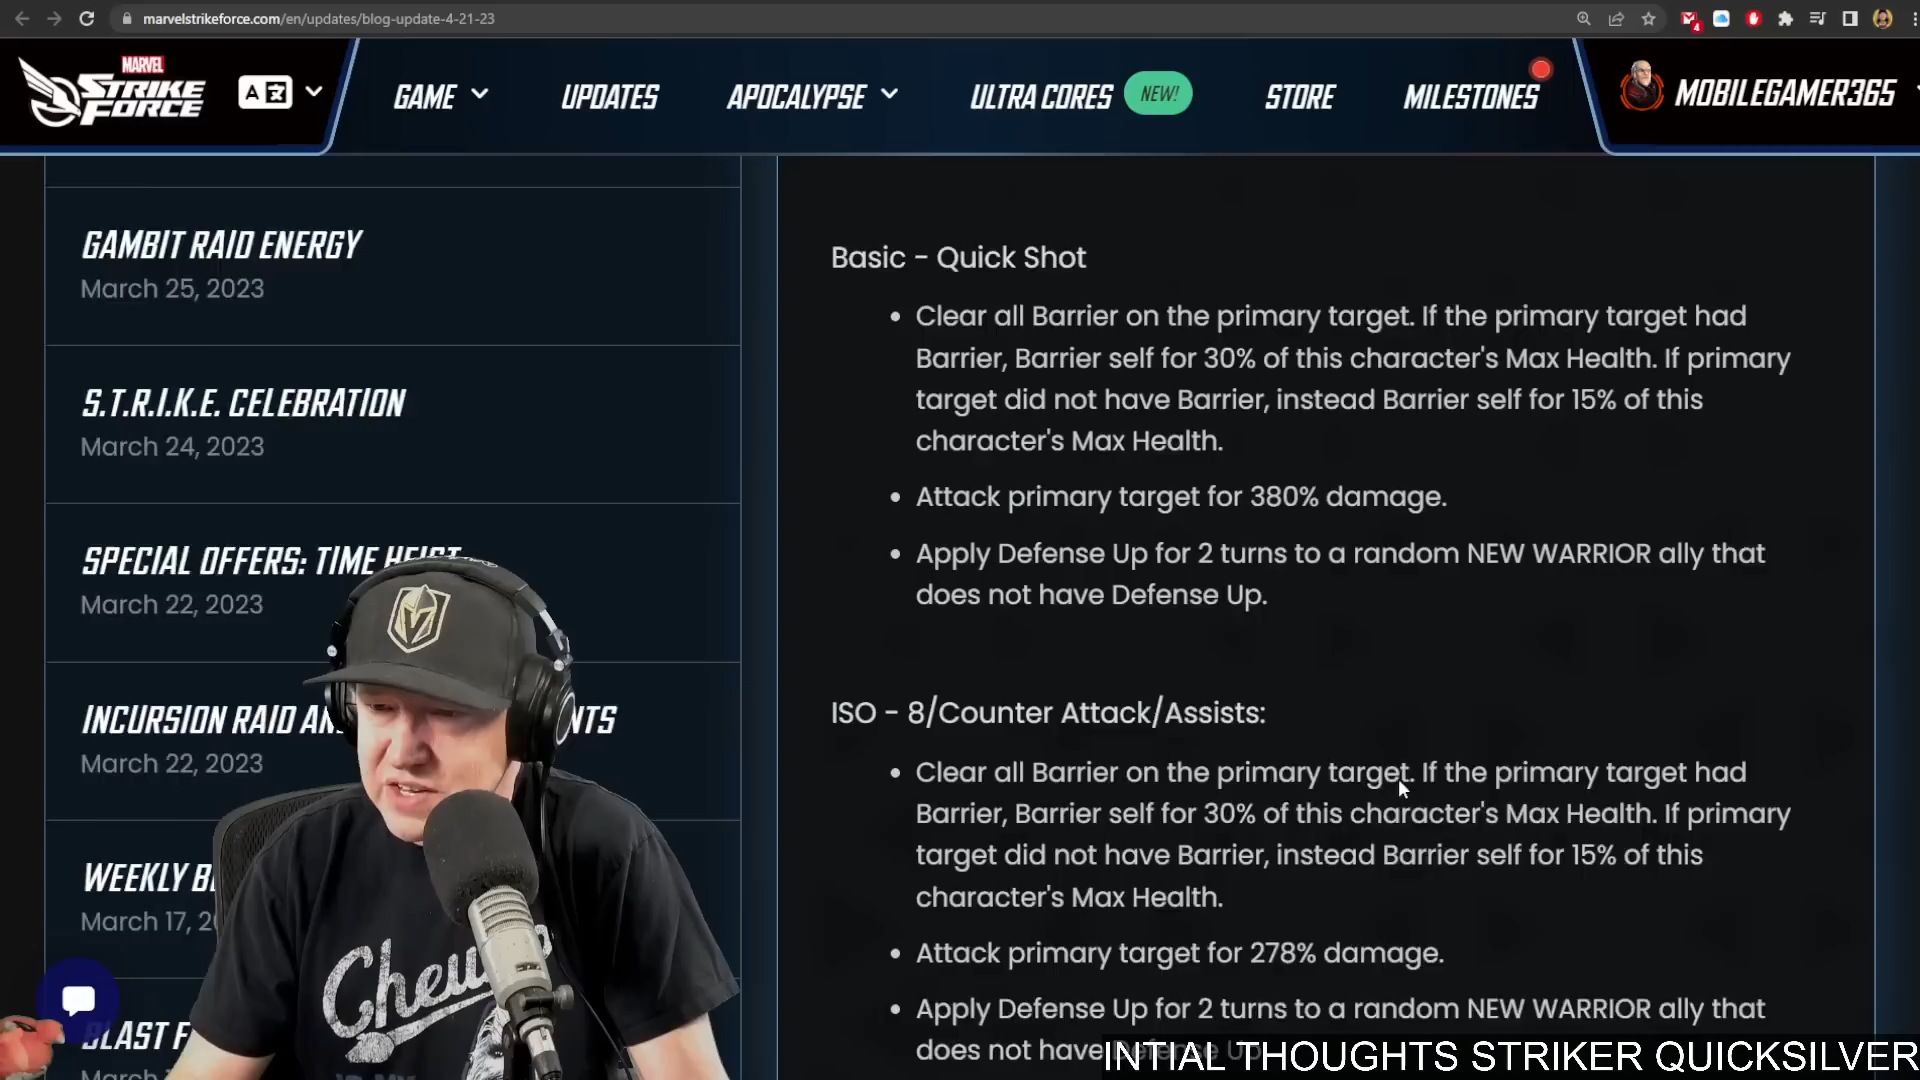 marvelstrikeforce.com/en/updates/blog-update-4-21-23
4
MARVEL
STRIKE
FORCE
A
GAME
UPDATES
APOCALYPSE
ULTRA CORES
NEW!
STORE
MILESTONES
MOBILEGAMER365
GAMBIT RAID ENERGY
March 25, 2023
S.T.R.I.K.E. CELEBRATION
March 24, 2023
SPECIAL OFFERS: TIME HEIST
March 22, 2023
INCURSION RAID
March 22, 2023
WEEKLY
March 17,
BLAST
Basic - Quick Shot
Clear all Barrier on the primary target. If the primary target had
Barrier, Barrier self for 30% of this character's Max Health. If primary
target did not have Barrier, instead Barrier self for 15% of this
character's Max Health.
Attack primary target for 380% damage.
Apply Defense Up for 2 turns to a random NEW WARRIOR ally that
does not have Defense Up.
ISO - 8/Counter Attack/Assists:
Clear all Barrier on the primary target. If the primary target had
Barrier, Barrier self for 30% of this character's Max Health. If primary
target did not have Barrier, instead Barrier self for 15% of this
character's Max Health.
Attack primary target for 278% damage.
Apply Defense Up for 2 turns to a random NEW WARRIOR ally that
does not have Defense Up
INTIAL THOUGHTS STRIKER QUICKSILVER